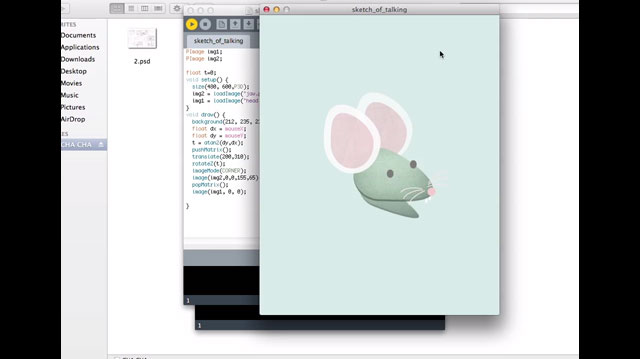 sketch_of_talking
RITES
Documents
Applications
Downloads
Desktop
Movies
Music
Pictures
AirDrop
ES
CHA CHA
2.psd
sketch_of_talking
PImage img1;
PImage img2;
float t=0;
void setup() {
size(400, 600,P3D);
img2 = loadImage("jaw.p
img1 = loadImage("head
}
void draw() {
background(212, 235, 2
float dx = mouseX;
float dy = mouseY;
t = atan2(dy,dx);
pushMatrix();
translate(200,310);
rotateZ(t);
imageMode(CORNER);
image(img2,0,0,155,65)
popMatrix();
image(img1, 0, 0);
}
1
1